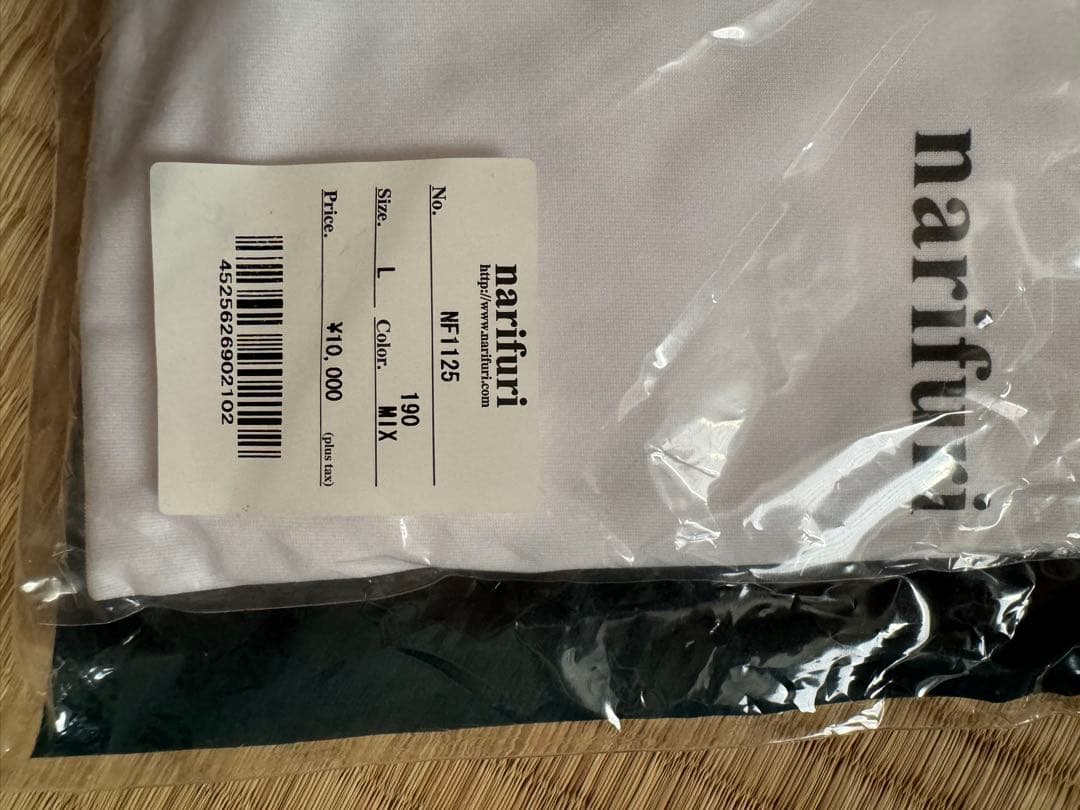 narifuri
narifuri
http://www.narifuri.com
No. NF1125
Size. L Color. 190 MIX
Price. ¥10,000 (plus tax)
4525626902102